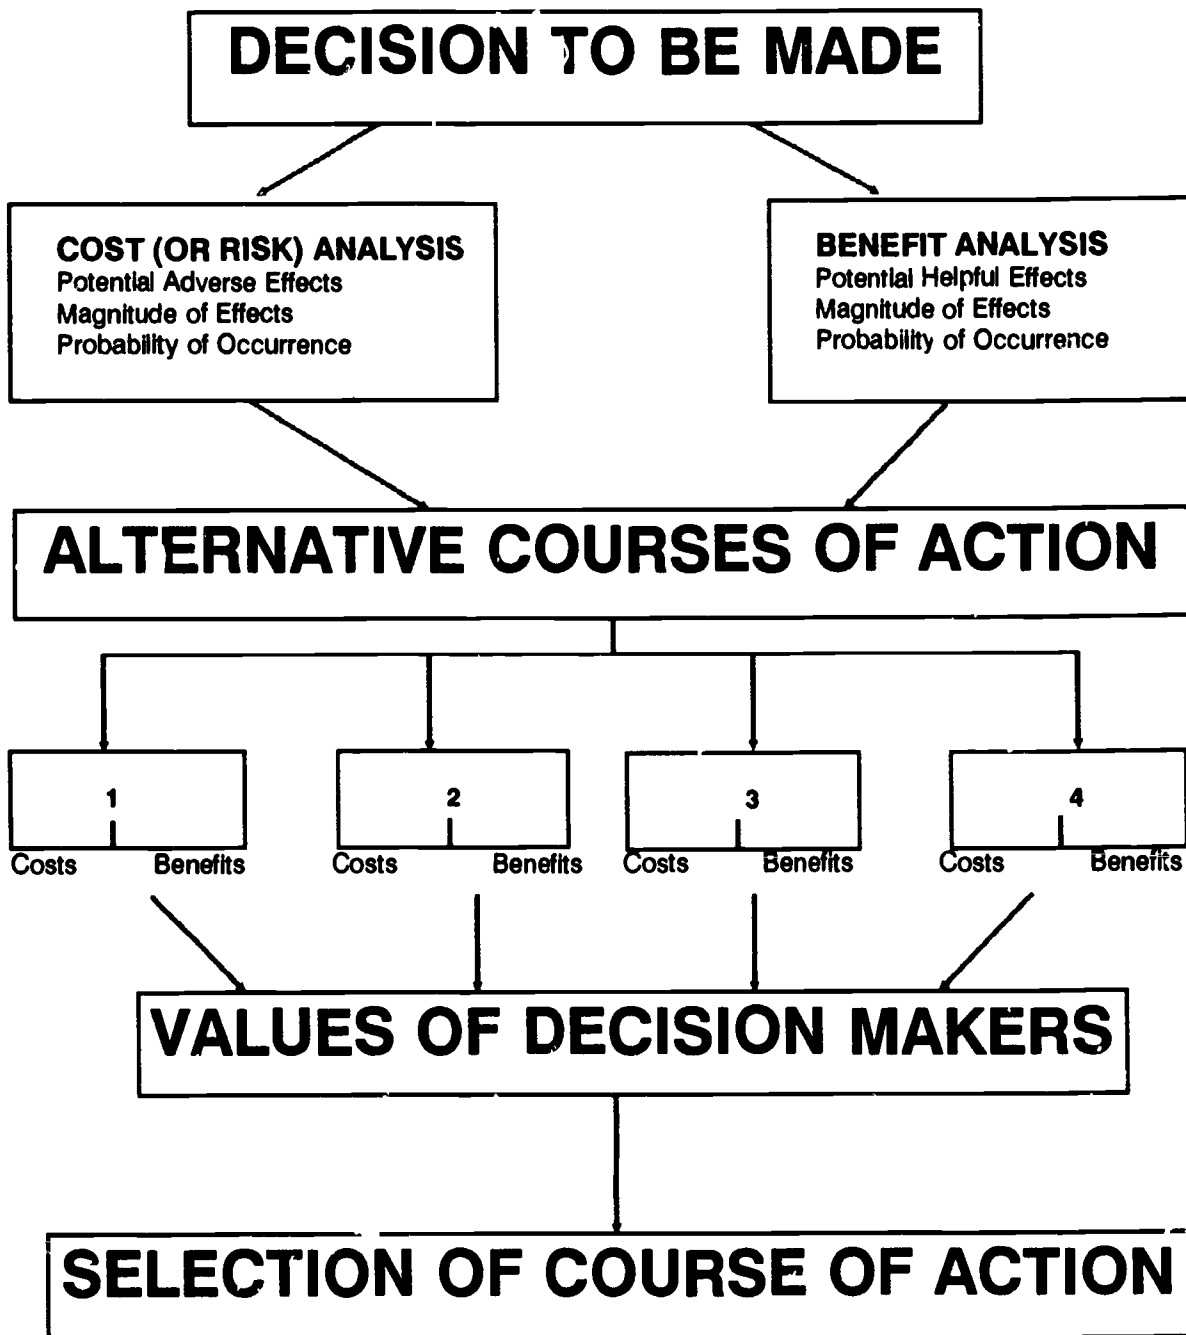 DECISION TO BE MADE
COST (OR RISK) ANALYSIS
Potential Adverse Effects
Magnitude of Effects
Probability of Occurrence
BENEFIT ANALYSIS
Potential Helpful Effects
Magnitude of Effects
Probability of Occurrence
ALTERNATIVE COURSES OF ACTION
1
Costs Benefits
2
Costs Benefits
3
Costs Benefits
4
Costs Benefits
VALUES OF DECISION MAKERS
SELECTION OF COURSE OF ACTION